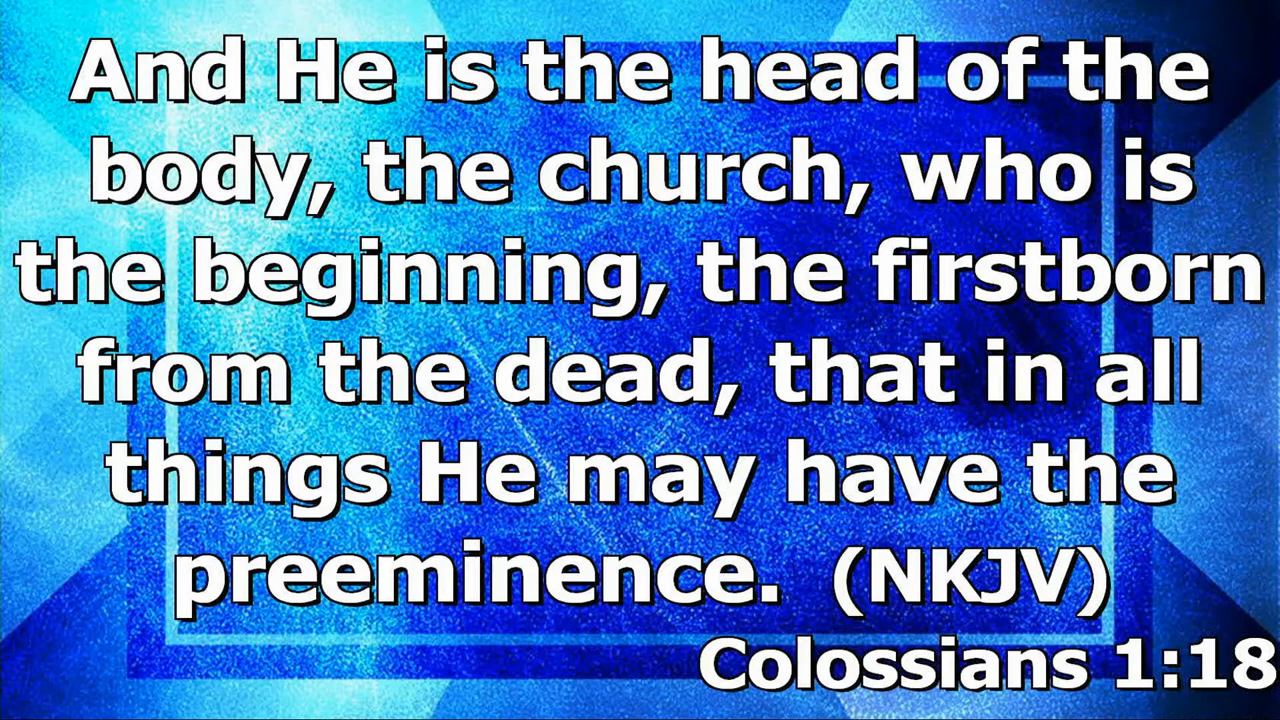 And He is the head of the
body, the church, who is
the beginning, the firstborn
from the dead, that in all
things He may have the
preeminence. (NKJV)
Colossians 1:18